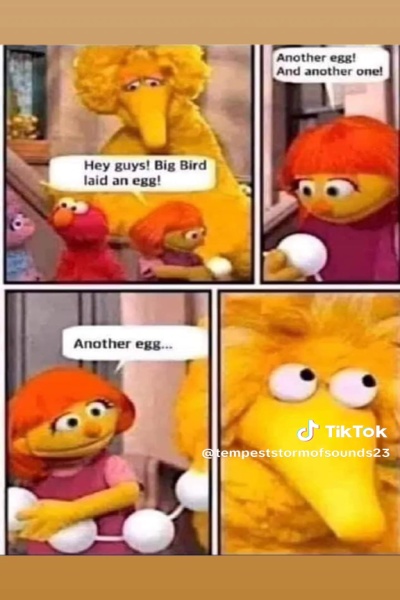 Hey guys! Big Bird
laid an egg!
Another egg!
And another one!
Another egg...
TikTok
@tempeststormofsounds23